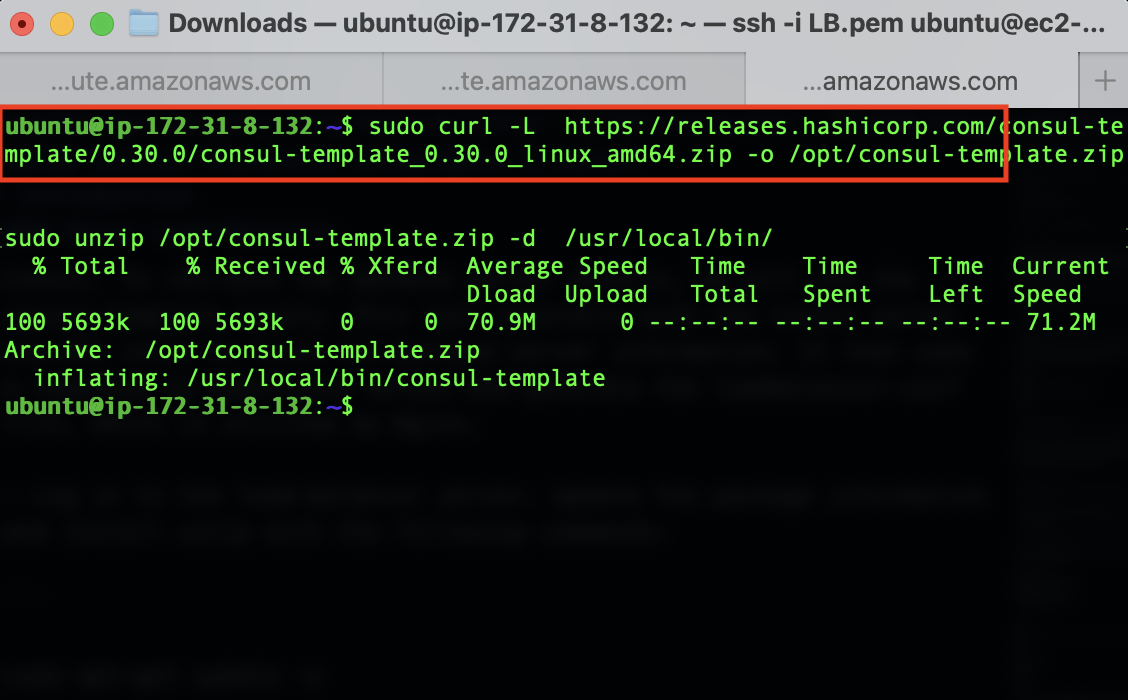 Downloads — ubuntu@ip-172-31-8-132: ~ — ssh -i LB.pem ubuntu@ec2-...
...ute.amazonaws.com ...te.amazonaws.com ...amazonaws.com +
ubuntu@ip-172-31-8-132:~$ sudo curl -L  https://releases.hashicorp.com/consul-te
mplate/0.30.0/consul-template_0.30.0_linux_amd64.zip -o /opt/consul-template.zip
sudo unzip /opt/consul-template.zip -d  /usr/local/bin/
  % Total    % Received % Xferd  Average Speed   Time    Time     Time  Current
                                 Dload  Upload   Total   Spent    Left  Speed
100 5693k  100 5693k    0     0  70.9M      0 --:--:-- --:--:-- --:--:-- 71.2M
Archive:  /opt/consul-template.zip
  inflating: /usr/local/bin/consul-template
ubuntu@ip-172-31-8-132:~$